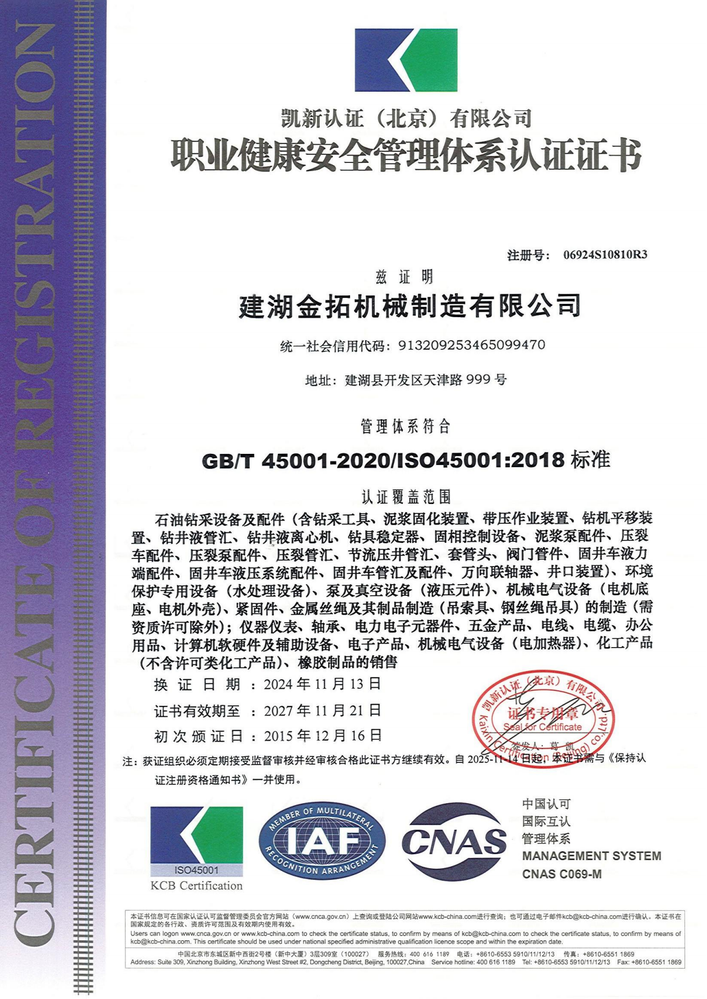 CERTIFICATE OF REGISTRATION
凯新认证（北京）有限公司
职业健康安全管理体系认证证书
注册号： 06924S10810R3
兹 证 明
建湖金拓机械制造有限公司
统一社会信用代码：913209253465099470
地址：建湖县开发区天津路 999 号
管理体系符合
GB/T 45001-2020/ISO45001:2018 标准
认证覆盖范围
石油钻采设备及配件（含钻采工具、泥浆固化装置、带压作业装置、钻机平移装
置、钻井液管汇、钻井液离心机、钻具稳定器、固相控制设备、泥浆泵配件、压裂
车配件、压裂泵配件、压裂管汇、节流压井管汇、套管头、阀门管件、固井车液力
端配件、固井车液压系统配件、固井车管汇及配件、万向联轴器、井口装置）、环境
保护专用设备（水处理设备）、泵及真空设备（液压元件）、机械电气设备（电机底
座、电机外壳）、紧固件、金属丝绳及其制品制造（吊索具、钢丝绳吊具）的制造（需
资质许可除外）；仪器仪表、轴承、电力电子元器件、五金产品、电线、电缆、办公
用品、计算机软硬件及辅助设备、电子产品、机械电气设备（电加热器）、化工产品
（不含许可类化工产品）、橡胶制品的销售
换 证 日 期 ：2024 年 11 月 13 日
证书有效期至 ：2027 年 11 月 21 日
初 次 颁 证 日 ：2015 年 12 月 16 日
凯新认证（北京）有限公司
证书专用章
Seal for Certificate
签发人：葛 凯
Kaixin Certification (Beijing) co.,Ltd.
注：获证组织必须定期接受监督审核并经审核合格此证书方继续有效。自 2025-11-14 日起，本证书需与《保持认
证注册资格通知书》一并使用。
ISO45001
KCB Certification
MEMBER OF MULTILATERAL
IAF
RECOGNITION ARRANGEMENT
CNAS
中国认可
国际互认
管理体系
MANAGEMENT SYSTEM
CNAS C069-M
本证书信息可在国家认证认可监督管理委员会官方网站（www.cnca.gov.cn）上查询或登陆公司网站www.kcb-china.com进行查询；也可通过电子邮件kcb@kcb-china.com进行确认。本证书在
国家规定的各行政、资质许可范围及有效期内使用有效。
Users can logon www.cnca.gov.cn or www.kcb-china.com to check the certificate status, to confirm by means of kcb@kcb-china.com to check the certificate status, to confirm by means of
kcb@kcb-china.com. This certificate should be used under national specified administrative qualification licence scope and within the expiration date.
中国北京市东城区新中西街2号楼（新中大厦）3层309室（100027） 服务热线：400 616 1189 电话：+8610-6553 5910/11/12/13 传真：+8610-6551 1869
Address: Suite 309, Xinzhong Building, Xinzhong West Street #2, Dongcheng District, Beijing, 100027,China Service hotline: 400 616 1189 Tel: +8610-6553 5910/11/12/13 Fax: +8610-6551 1869